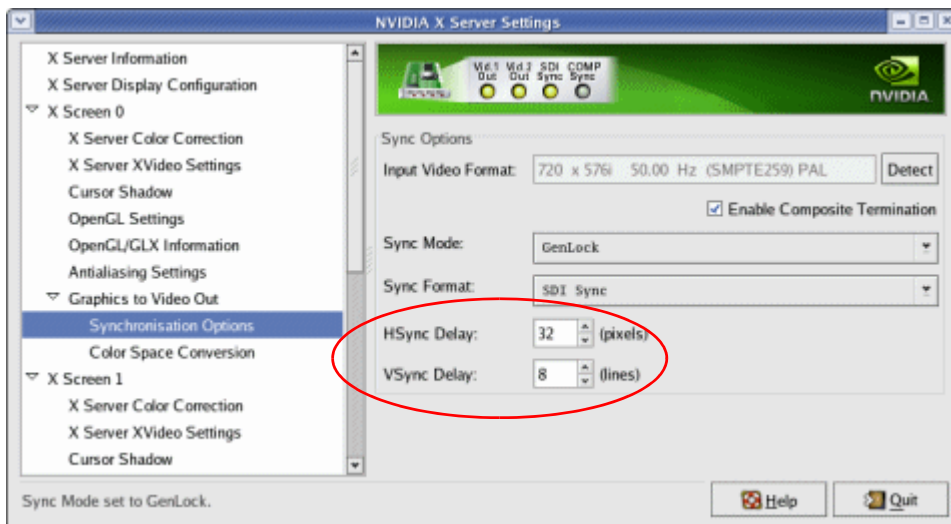 NVIDIA X Server Settings
X Server Information
X Server Display Configuration
X Screen 0
X Server Color Correction
X Server XVideo Settings
Cursor Shadow
OpenGL Settings
OpenGL/GLX Information
Antialiasing Settings
Graphics to Video Out
Synchronisation Options
Color Space Conversion
X Screen 1
X Server Color Correction
X Server XVideo Settings
Cursor Shadow
Vid.1 Vid.2 SDI COMP
Out Out Sync Sync
NVIDIA
Sync Options
Input Video Format: 720 x 576i 50.00 Hz (SMPTE259) PAL Detect
Enable Composite Termination
Sync Mode: GenLock
Sync Format: SDI Sync
HSync Delay: 32 (pixels)
VSync Delay: 8 (lines)
Sync Mode set to GenLock. Help Quit